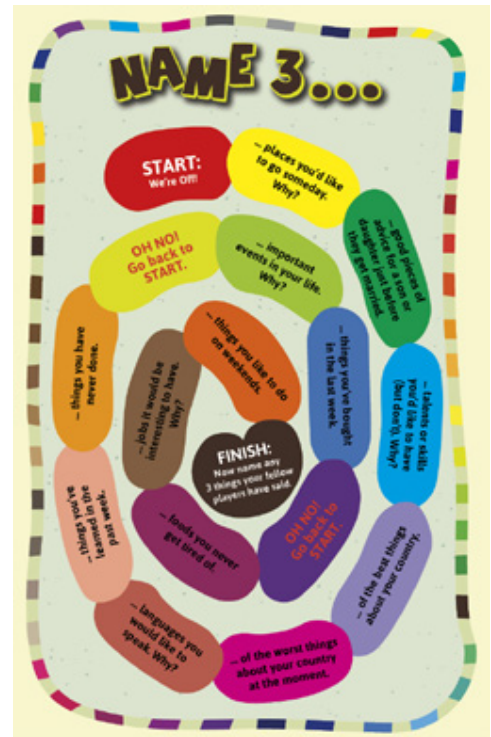 NAME 3...
START:
We're Off!
... places you'd like
to go someday.
Why?
... good pieces of
advice for a son or
daughter just before
they get married.
... talents or skills
you'd like to have
(but don't). Why?
... of the best things
about your country.
... of the worst things
about your country
at the moment.
... languages you
would like to
speak. Why?
... things you've
learned in the
past week.
... things you have
never done.
OH NO!
Go back to
START.
... important
events in your life.
Why?
... things you've bought
in the last week.
OH NO!
Go back to
START.
... foods you never
get tired of.
... jobs it would be
interesting to have.
Why?
... things you like to do
on weekends.
FINISH:
Now name any
3 things your fellow
players have said.